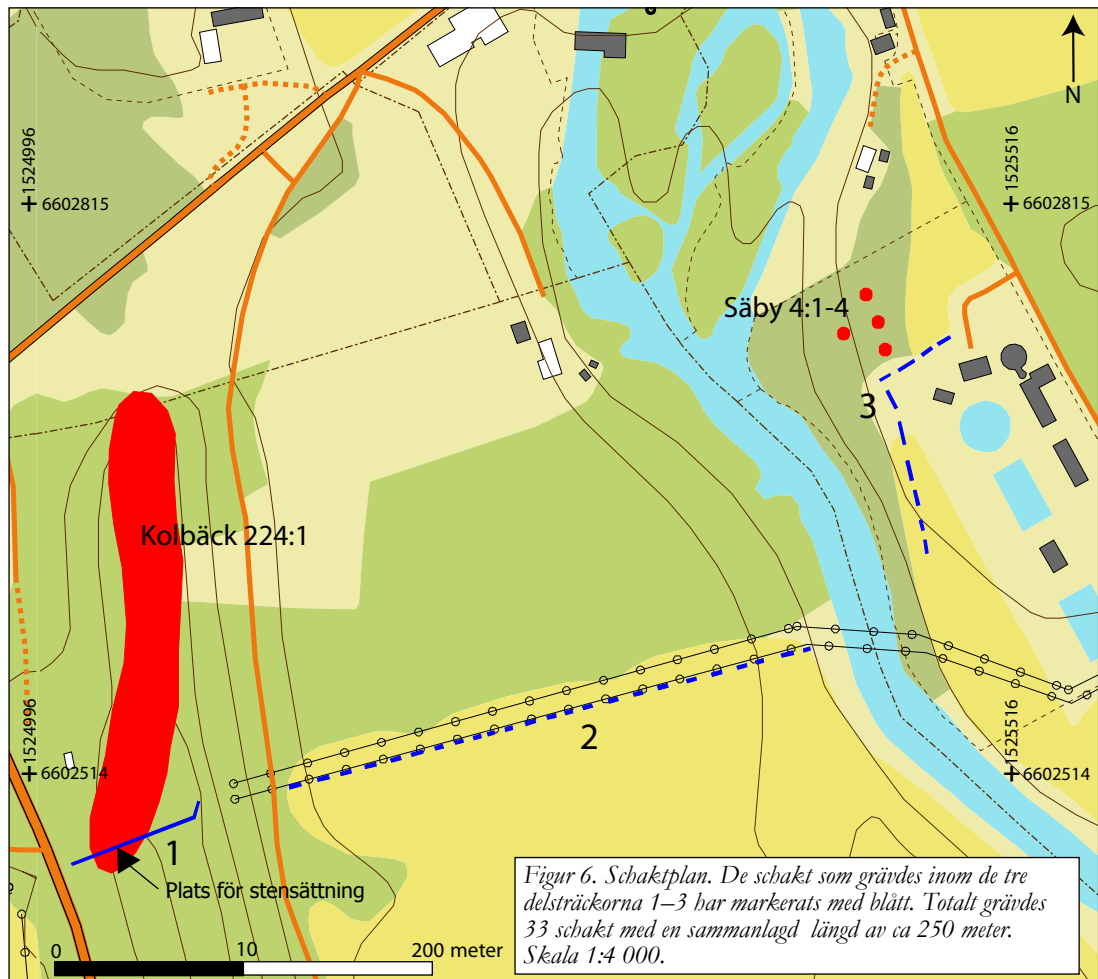 N
11524996
6602815
1525516
6602815
Säby 4:1-4
3
Kolbäck 224:1
2
1524996
6602514
1525516
6602514
1
Plats för stensättning
0 10 200 meter
Figur 6. Schaktplan. De schakt som grävdes inom de tre
delsträckorna 1–3 har markerats med blått. Totalt grävdes
33 schakt med en sammanlagd längd av ca 250 meter.
Skala 1:4 000.